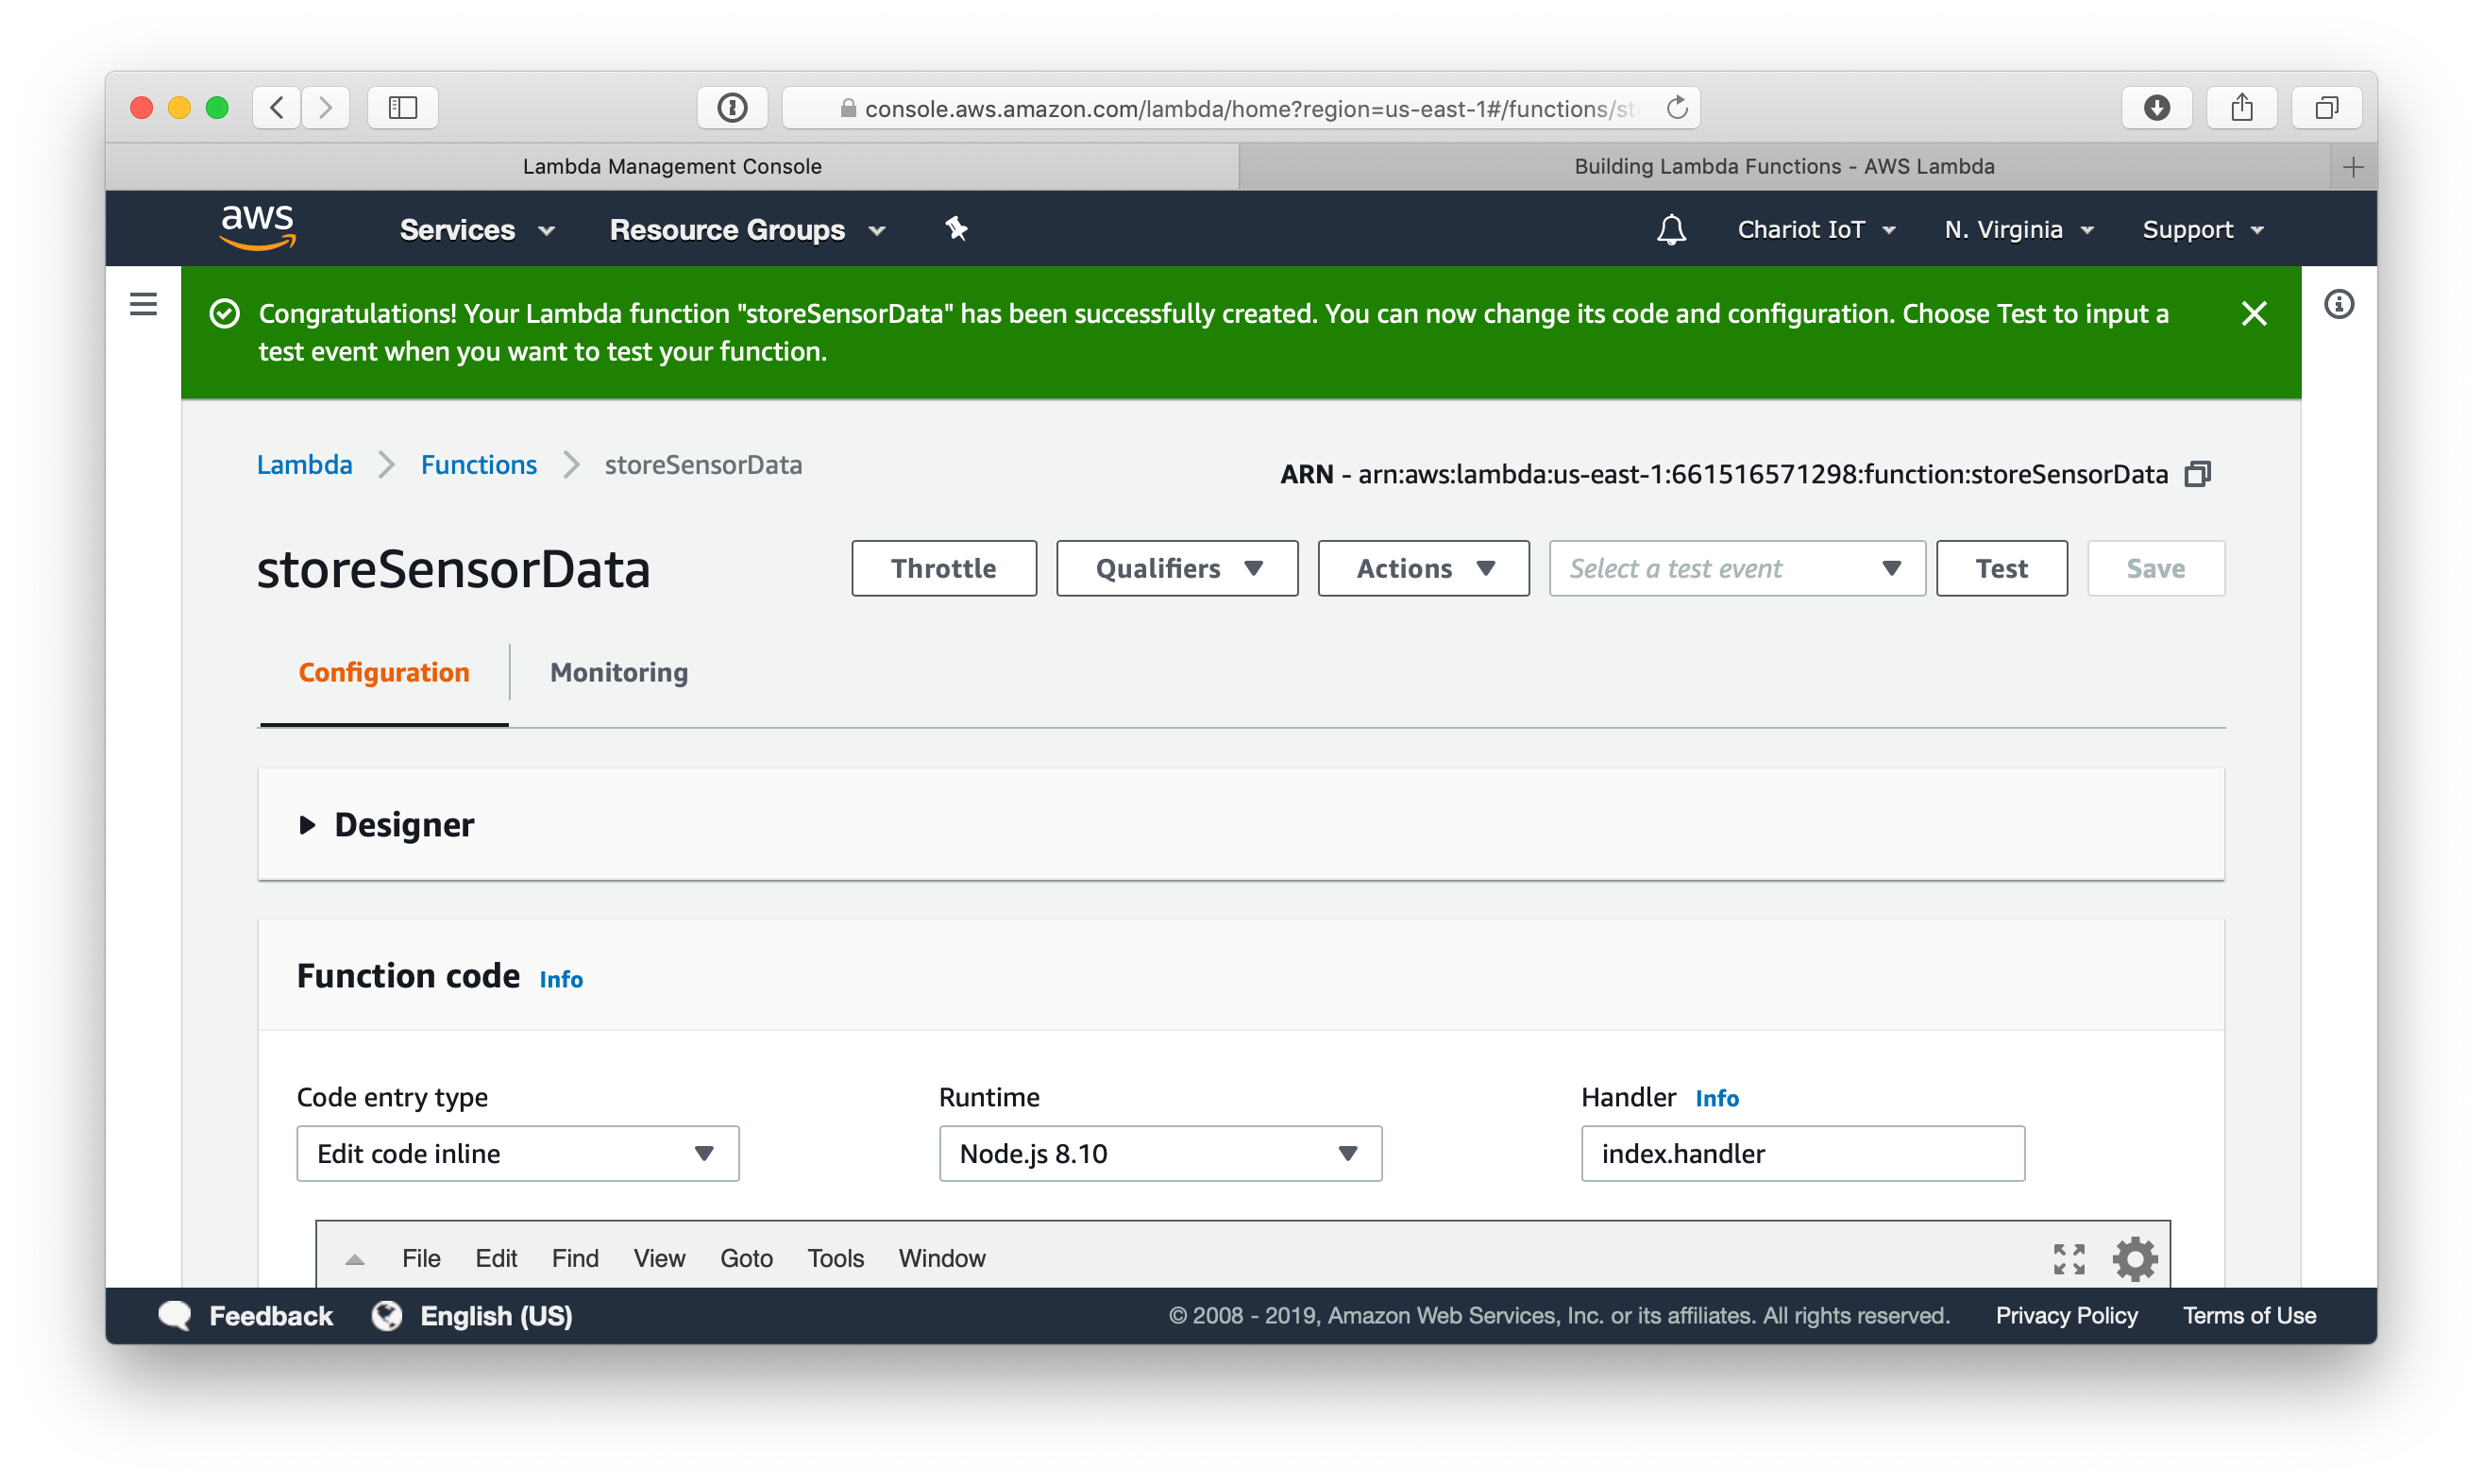 console.aws.amazon.com/lambda/home?region=us-east-1#/functions/st
Lambda Management Console
Building Lambda Functions - AWS Lambda
aws
Services
Resource Groups
Chariot IoT
N. Virginia
Support
Congratulations! Your Lambda function "storeSensorData" has been successfully created. You can now change its code and configuration. Choose Test to input a
test event when you want to test your function.
Lambda
Functions
storeSensorData
ARN - arn:aws:lambda:us-east-1:661516571298:function:storeSensorData
storeSensorData
Throttle
Qualifiers
Actions
Select a test event
Test
Save
Configuration
Monitoring
Designer
Function code Info
Code entry type
Runtime
Handler Info
Edit code inline
Node.js 8.10
index.handler
File Edit Find View Goto Tools Window
Feedback
English (US)
© 2008 - 2019, Amazon Web Services, Inc. or its affiliates. All rights reserved.
Privacy Policy
Terms of Use